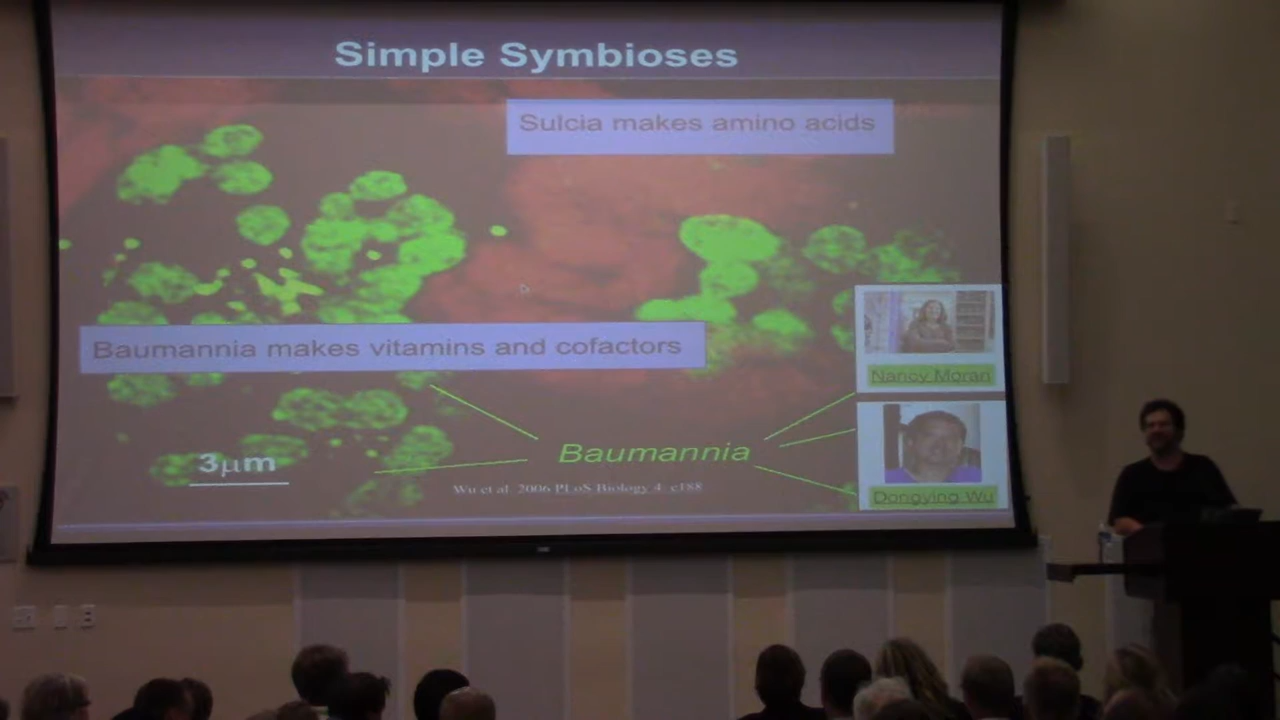 Simple Symbioses
Sulcia makes amino acids
Baumannia makes vitamins and cofactors
Nancy Moran
Baumannia
3μm
Wu et al. 2006 PLoS Biology 4: e188
Dongying Wu